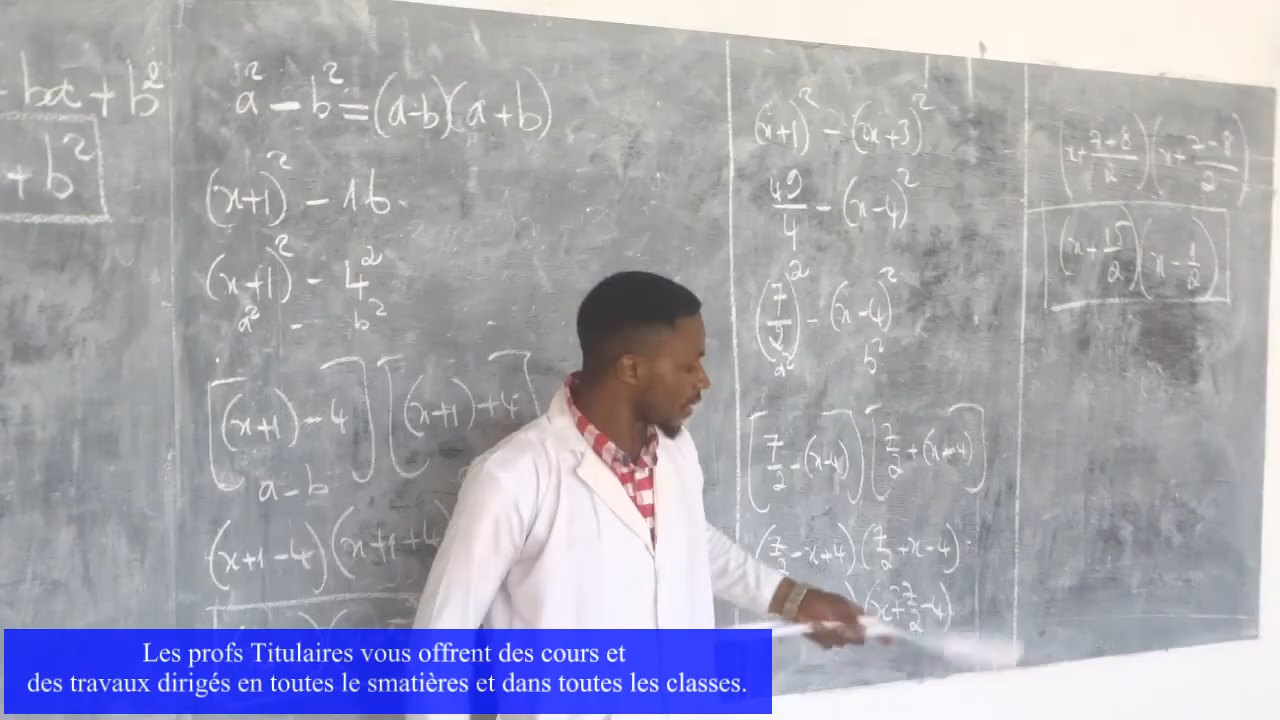 - bx + b²
+ b²
a² - b² = (a-b)(a+b)
(x+1)² - 16.
(x+1)² - 4²
a² - b²
[(x+1) - 4][(x+1)+4]
a - b
(x+1-4)(x+1+4
(x+1)² - (2x+3)²
49/4 - (x-4)²
(7/2)² - (x-4)²
a² b²
[7/2 - (x-4)][7/2 + (x-4)]
(7/2 - x+4)(7/2 + x - 4)
)(x+7/2-4)
(x+ 7+8/2)(x+ 7-8/2)
(x + 15/2)(x - 1/2)
Les profs Titulaires vous offrent des cours et
des travaux dirigés en toutes le smatières et dans toutes les classes.